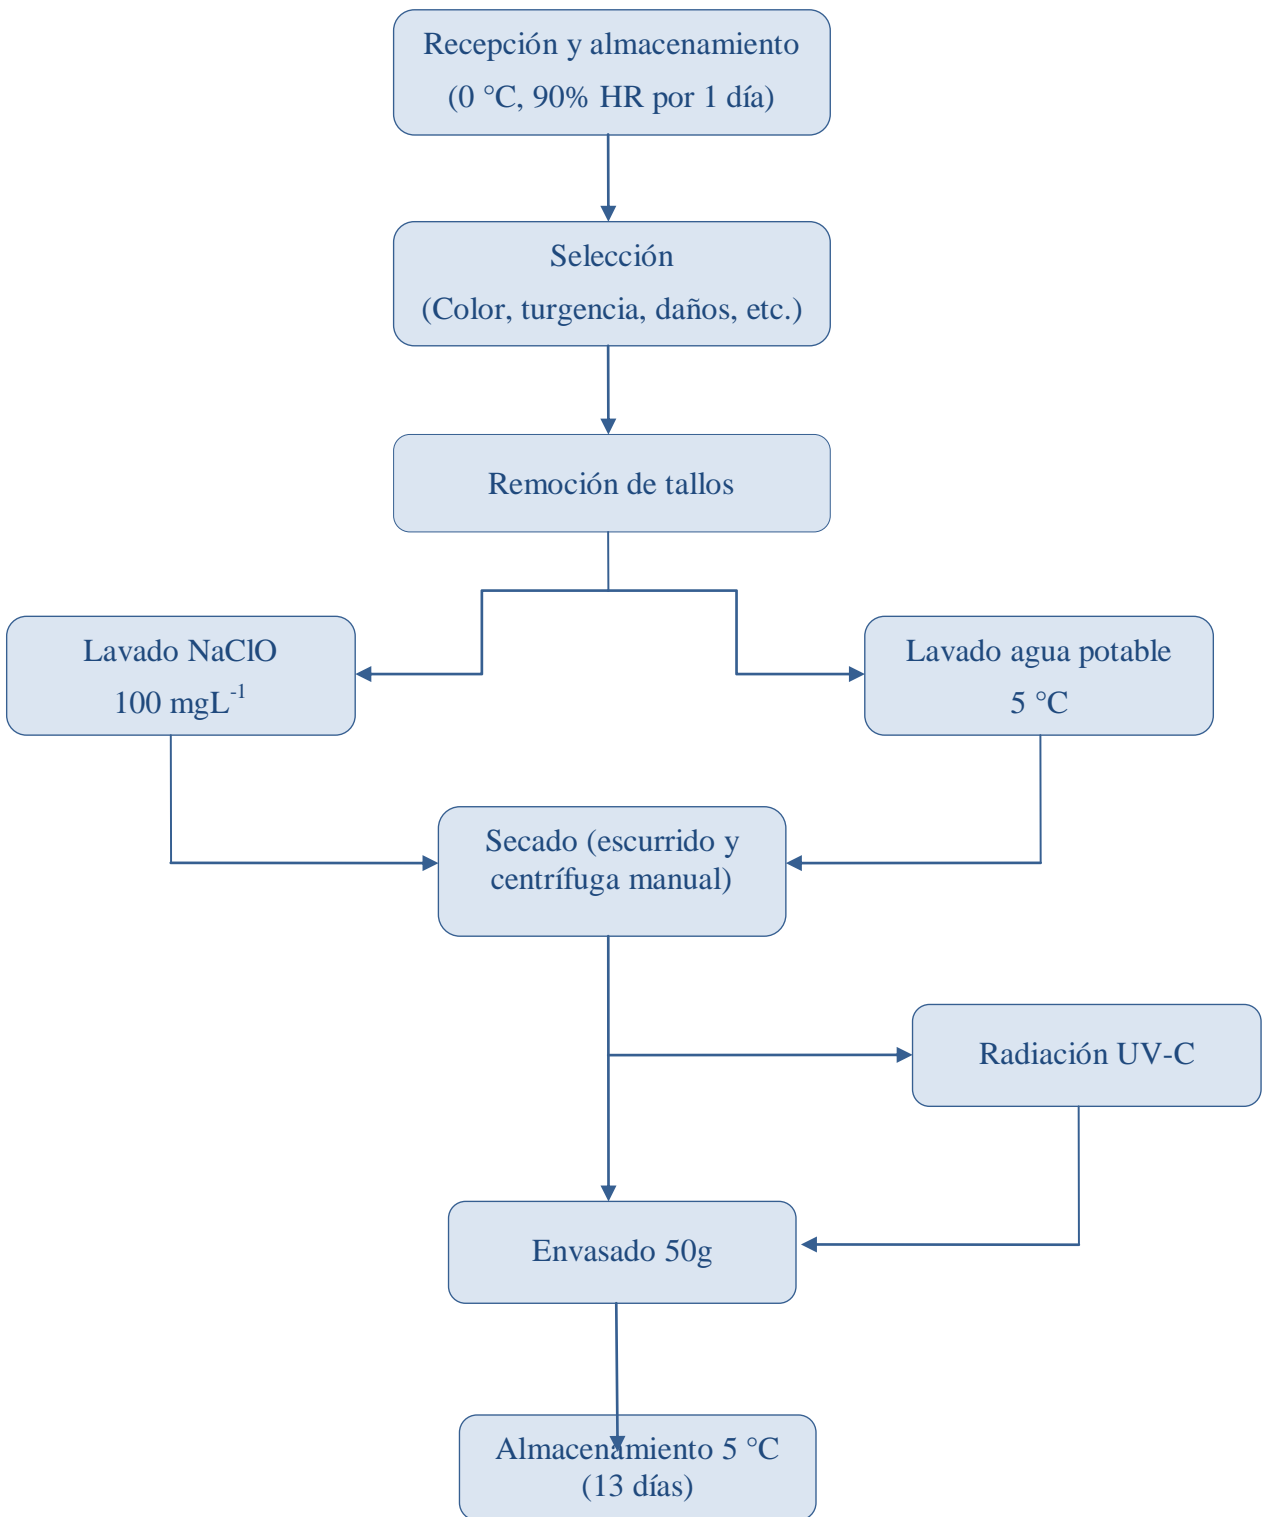 Recepción y almacenamiento
(0 °C, 90% HR por 1 día)
Selección
(Color, turgencia, daños, etc.)
Remoción de tallos
Lavado NaClO
100 mgL⁻¹
Lavado agua potable
5 °C
Secado (escurrido y
centrífuga manual)
Radiación UV-C
Envasado 50g
Almacenamiento 5 °C
(13 días)